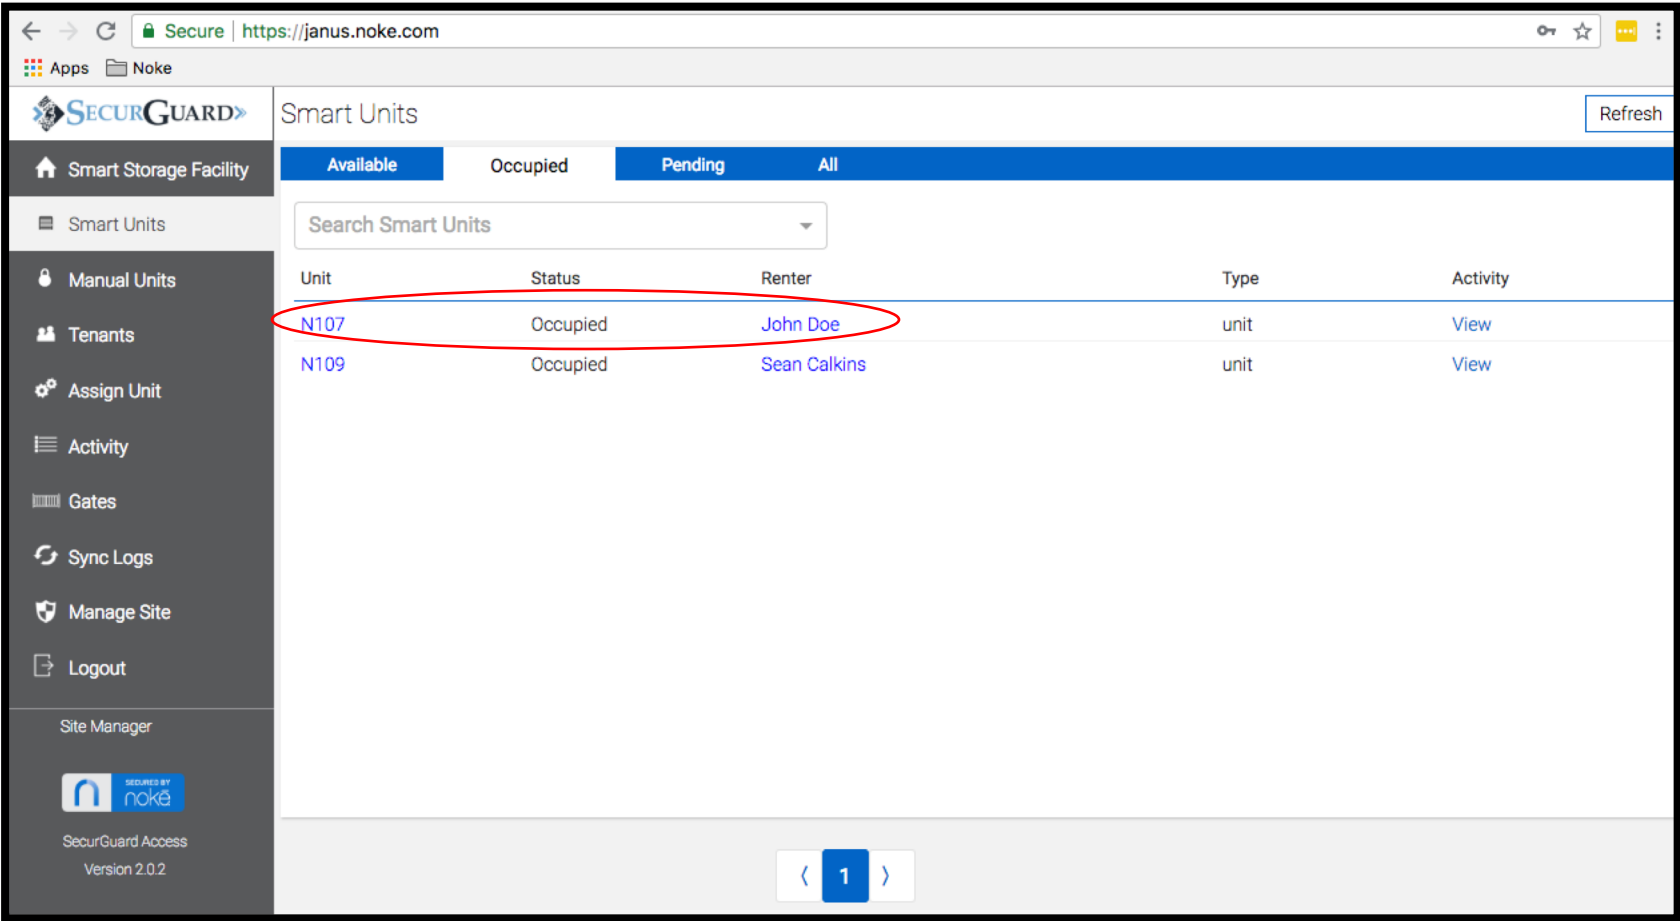 Secure | https://janus.noke.com
Apps Noke
SECURGUARD
Smart Units
Refresh
Smart Storage Facility
Smart Units
Manual Units
Tenants
Assign Unit
Activity
Gates
Sync Logs
Manage Site
Logout
Site Manager
SECURED BY
nokē
SecurGuard Access
Version 2.0.2
Available Occupied Pending All
Search Smart Units
Unit Status Renter Type Activity
N107 Occupied John Doe unit View
N109 Occupied Sean Calkins unit View
1